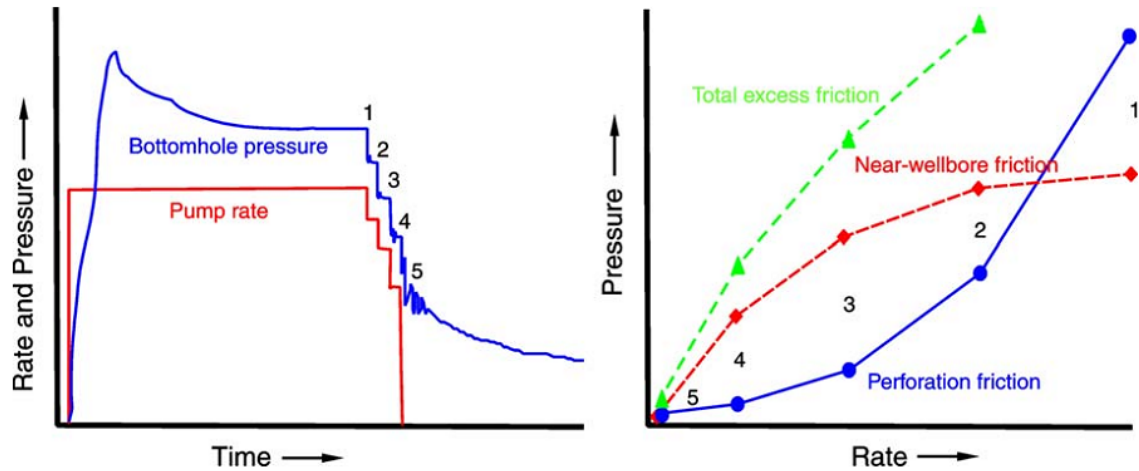 Rate and Pressure
1
2
3
4
5
Bottomhole pressure
Pump rate
Time
Pressure
Total excess friction
Near-wellbore friction
1
2
3
4
5
Perforation friction
Rate